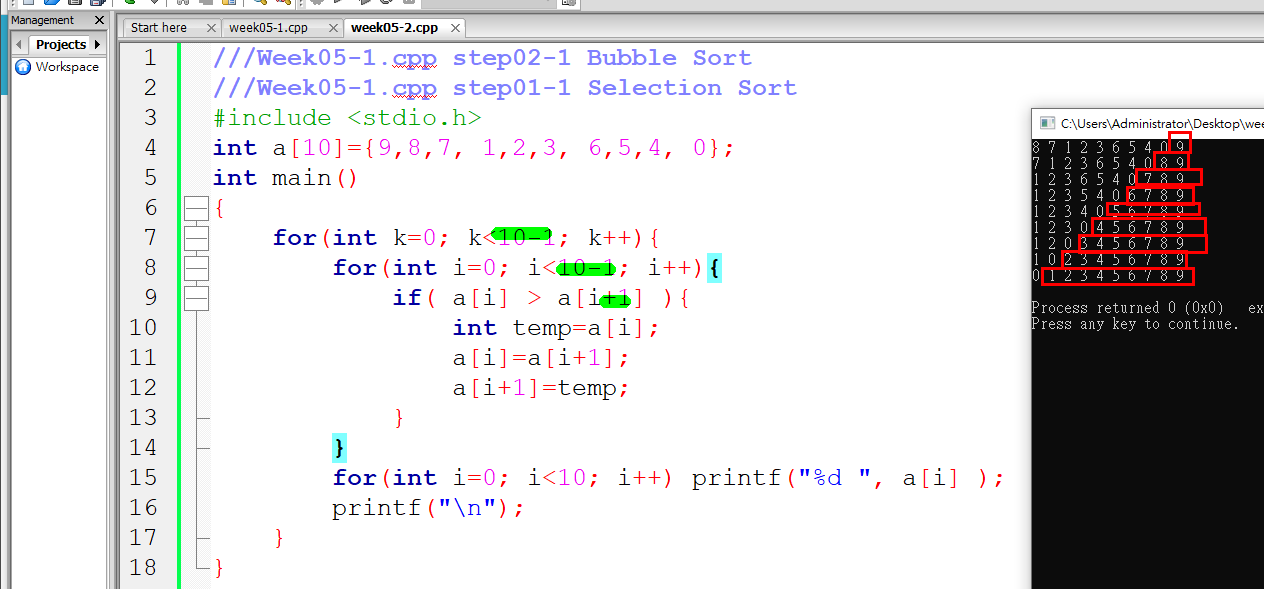 Management
Start here
week05-1.cpp
week05-2.cpp
Projects
Workspace
1 ///Week05-1.cpp step02-1 Bubble Sort
2 ///Week05-1.cpp step01-1 Selection Sort
3 #include <stdio.h>
4 int a[10]={9,8,7, 1,2,3, 6,5,4, 0};
5 int main()
6 {
7 for(int k=0; k<10-1; k++){
8 for(int i=0; i<10-1; i++){
9 if( a[i] > a[i+1] ){
10 int temp=a[i];
11 a[i]=a[i+1];
12 a[i+1]=temp;
13 }
14 }
15 for(int i=0; i<10; i++) printf("%d ", a[i] );
16 printf("\n");
17 }
18 }
C:\Users\Administrator\Desktop\wee
8 7 1 2 3 6 5 4 0 9
7 1 2 3 6 5 4 0 8 9
1 2 3 6 5 4 0 7 8 9
1 2 3 5 4 0 6 7 8 9
1 2 3 4 0 5 6 7 8 9
1 2 3 0 4 5 6 7 8 9
1 2 0 3 4 5 6 7 8 9
1 0 2 3 4 5 6 7 8 9
0 1 2 3 4 5 6 7 8 9
Process returned 0 (0x0) ex
Press any key to continue.